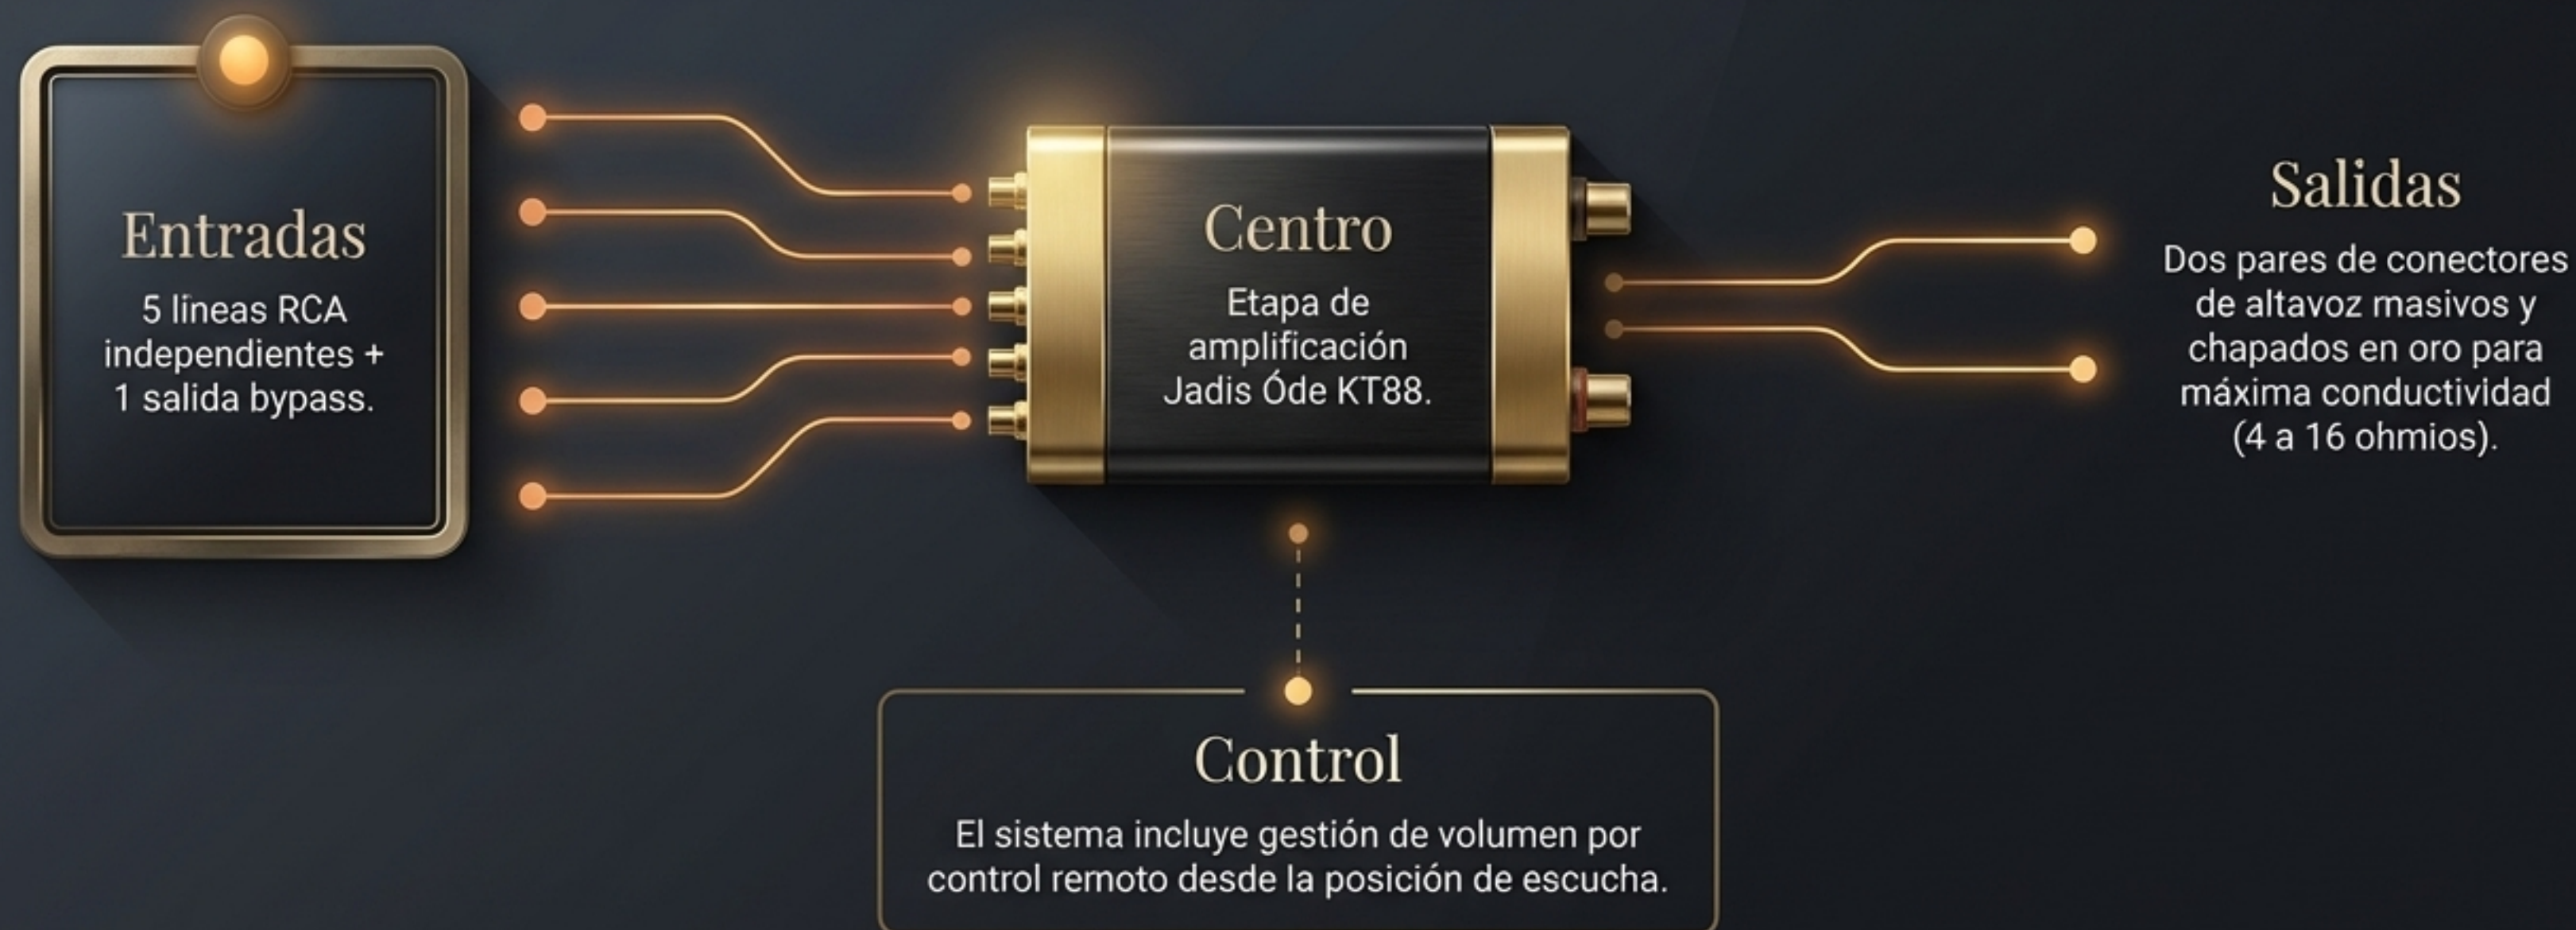 Entradas
5 líneas RCA
independientes +
1 salida bypass.
Centro
Etapa de
amplificación
Jadis Óde KT88.
Salidas
Dos pares de conectores
de altavoz masivos y
chapados en oro para
máxima conductividad
(4 a 16 ohmios).
Control
El sistema incluye gestión de volumen por
control remoto desde la posición de escucha.